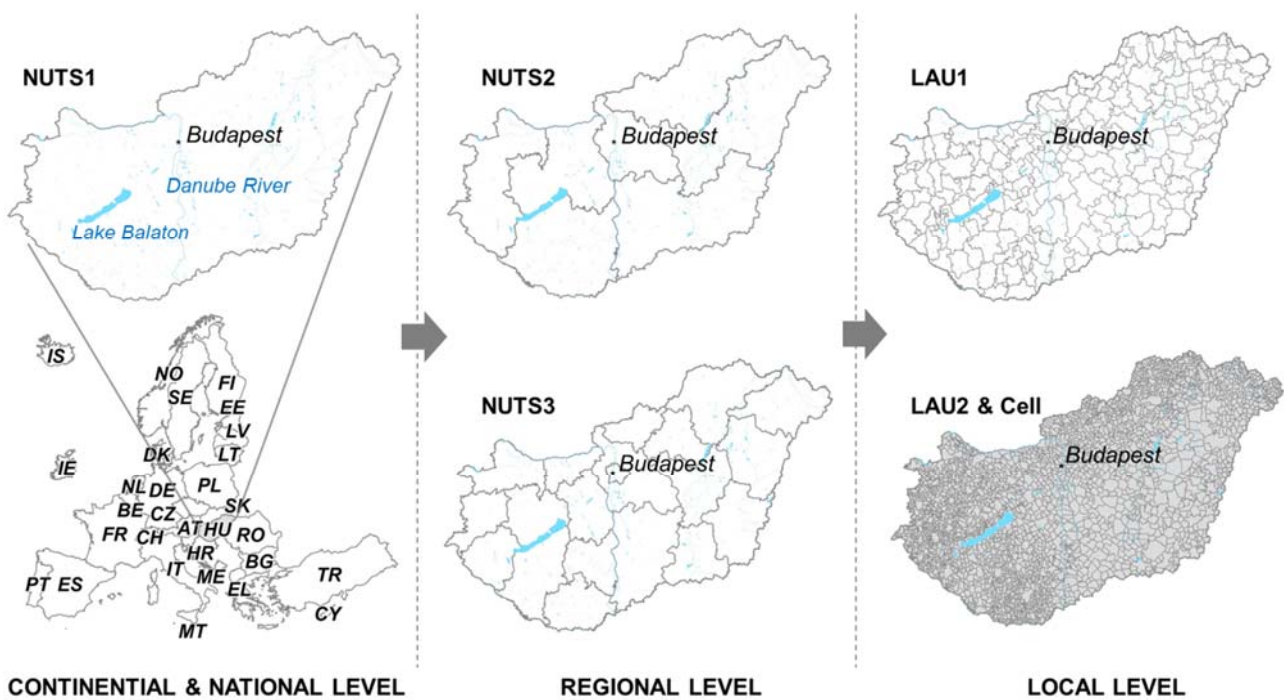 NUTS1
Budapest
Danube River
Lake Balaton
IS
NO
FI
SE
EE
LV
IE
DK
LT
NL DE
PL
BE
CZ
SK
FR
CH
AT HU RO
HR
IT
ME
BG
PT ES
EL
TR
CY
MT
CONTINENTIAL & NATIONAL LEVEL
NUTS2
Budapest
NUTS3
Budapest
REGIONAL LEVEL
LAU1
Budapest
LAU2 & Cell
Budapest
LOCAL LEVEL